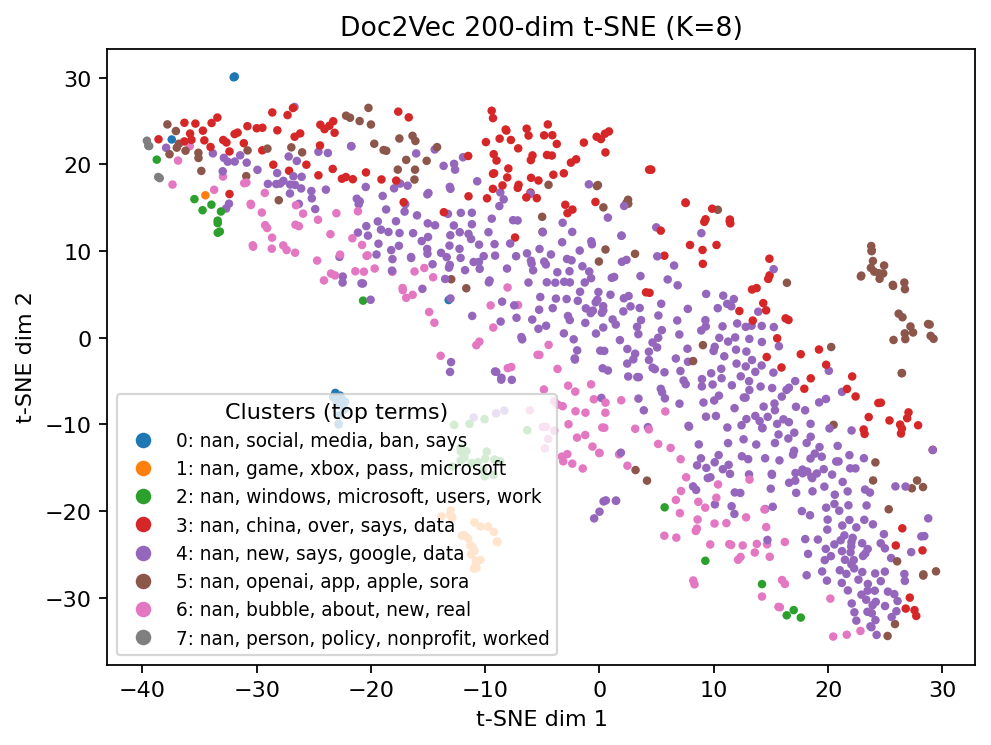 Doc2Vec 200-dim t-SNE (K=8)
30
20
10
0
−10
−20
−30
t-SNE dim 2
Clusters (top terms)
0: nan, social, media, ban, says
1: nan, game, xbox, pass, microsoft
2: nan, windows, microsoft, users, work
3: nan, china, over, says, data
4: nan, new, says, google, data
5: nan, openai, app, apple, sora
6: nan, bubble, about, new, real
7: nan, person, policy, nonprofit, worked
−40 −30 −20 −10 0 10 20 30
t-SNE dim 1